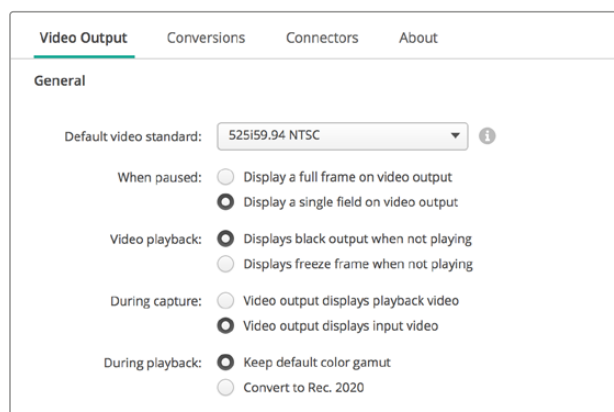 Video Output Conversions Connectors About
General
Default video standard: 525i59.94 NTSC
When paused: Display a full frame on video output
Display a single field on video output
Video playback: Displays black output when not playing
Displays freeze frame when not playing
During capture: Video output displays playback video
Video output displays input video
During playback: Keep default color gamut
Convert to Rec. 2020